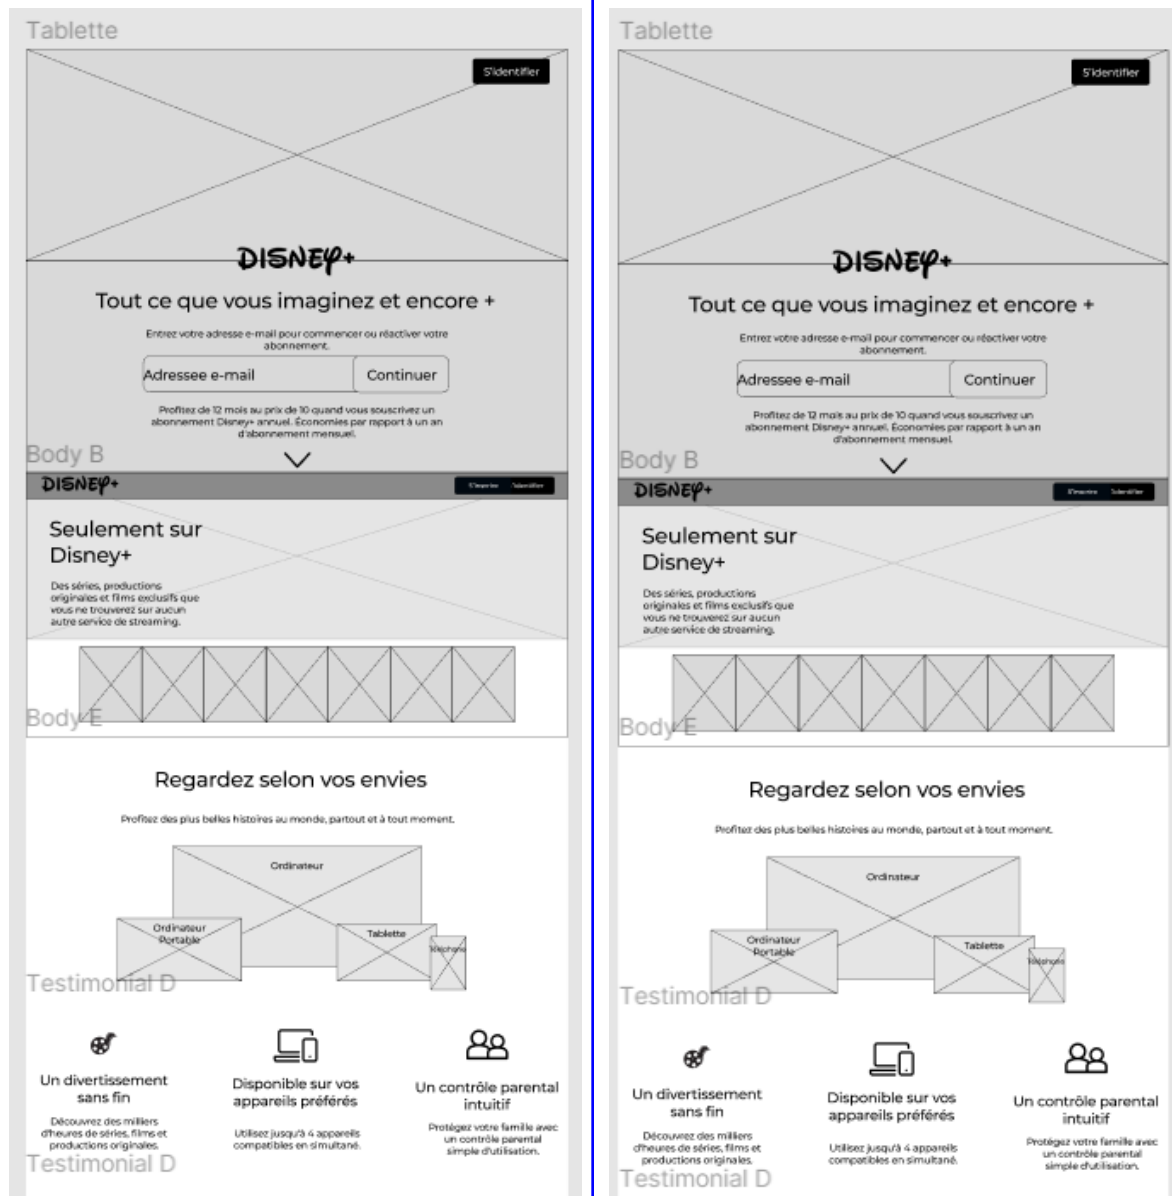 Tablette
S'identifier
DISNEY+
Tout ce que vous imaginez et encore +
Entrez votre adresse e-mail pour commencer ou réactiver votre
abonnement.
Adressee e-mail
Continuer
Profitez de 12 mois au prix de 10 quand vous souscrivez un
abonnement Disney+ annuel. Économies par rapport à un an
d'abonnement mensuel.
Body B
DISNEY+
S'inscrire
S'identifier
Seulement sur
Disney+
Des séries, productions
originales et films exclusifs que
vous ne trouverez sur aucun
autre service de streaming.
Body E
Regardez selon vos envies
Profitez des plus belles histoires au monde, partout et à tout moment.
Ordinateur
Ordinateur
Portable
Tablette
Téléphone
Testimonial D
Un divertissement
sans fin
Découvrez des milliers
d'heures de séries, films et
productions originales.
Disponible sur vos
appareils préférés
Utilisez jusqu'à 4 appareils
compatibles en simultané.
Un contrôle parental
intuitif
Protégez votre famille avec
un contrôle parental
simple d'utilisation.
Testimonial D
Tablette
S'identifier
DISNEY+
Tout ce que vous imaginez et encore +
Entrez votre adresse e-mail pour commencer ou réactiver votre
abonnement.
Adressee e-mail
Continuer
Profitez de 12 mois au prix de 10 quand vous souscrivez un
abonnement Disney+ annuel. Économies par rapport à un an
d'abonnement mensuel.
Body B
DISNEY+
S'inscrire
S'identifier
Seulement sur
Disney+
Des séries, productions
originales et films exclusifs que
vous ne trouverez sur aucun
autre service de streaming.
Body E
Regardez selon vos envies
Profitez des plus belles histoires au monde, partout et à tout moment.
Ordinateur
Ordinateur
Portable
Tablette
Téléphone
Testimonial D
Un divertissement
sans fin
Découvrez des milliers
d'heures de séries, films et
productions originales.
Disponible sur vos
appareils préférés
Utilisez jusqu'à 4 appareils
compatibles en simultané.
Un contrôle parental
intuitif
Protégez votre famille avec
un contrôle parental
simple d'utilisation.
Testimonial D